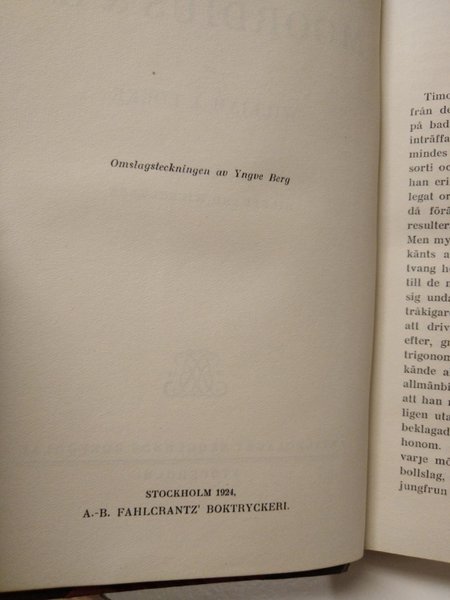 Omslagsteckningen av Yngve Berg
STOCKHOLM 1924,
A.-B. FAHLCRANTZ' BOKTRYCKERI.
Timo
från de
på bad
inträffa
mindes
sorti oc
han eri
legat or
då förä
resulter
Men my
känts a
tvang h
till de n
sig unda
tråkigare
att driv
efter, gr
trigonom
kände a
allmänbi
att han n
ligen uta
beklagad
honom.
varje mö
bollslag,
jungfrun